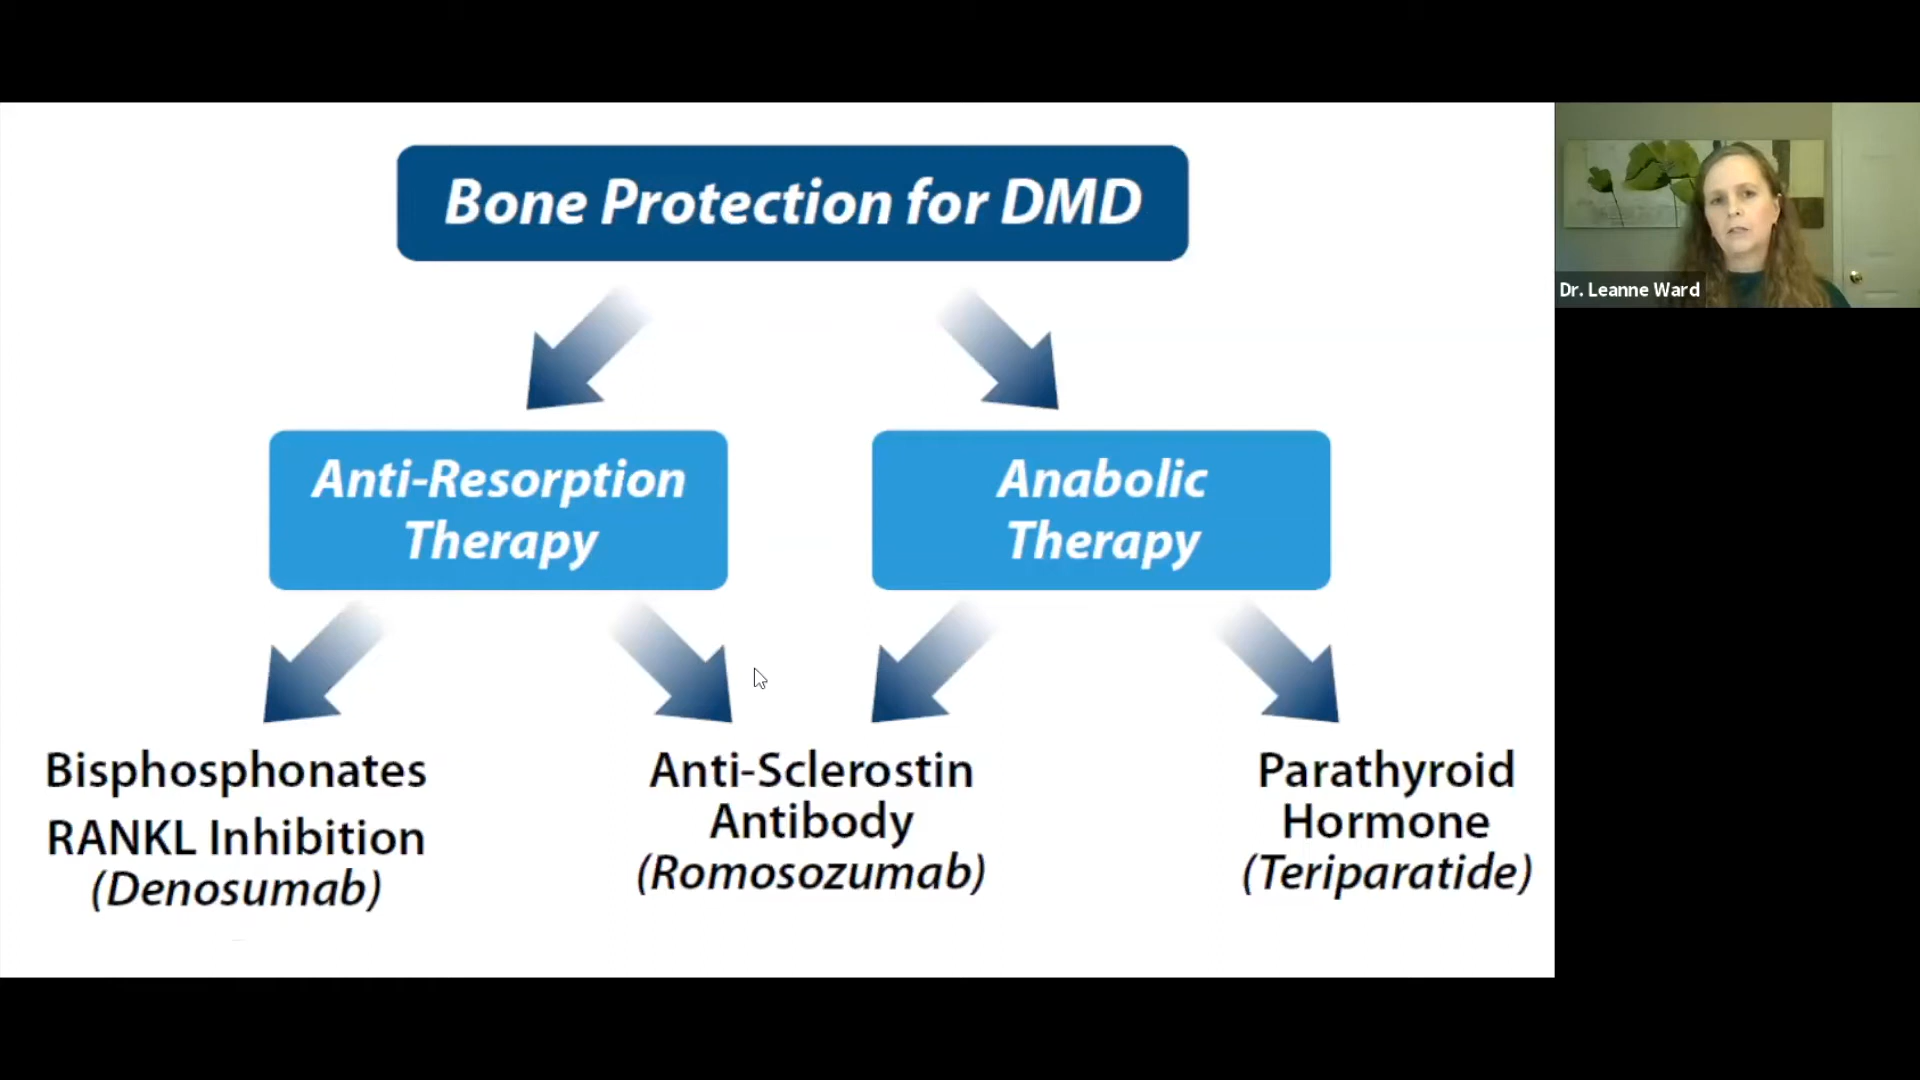 Bone Protection for DMD
Dr. Leanne Ward
Anti-Resorption
Therapy
Anabolic
Therapy
Bisphosphonates
RANKL Inhibition
(Denosumab)
Anti-Sclerostin
Antibody
(Romosozumab)
Parathyroid
Hormone
(Teriparatide)